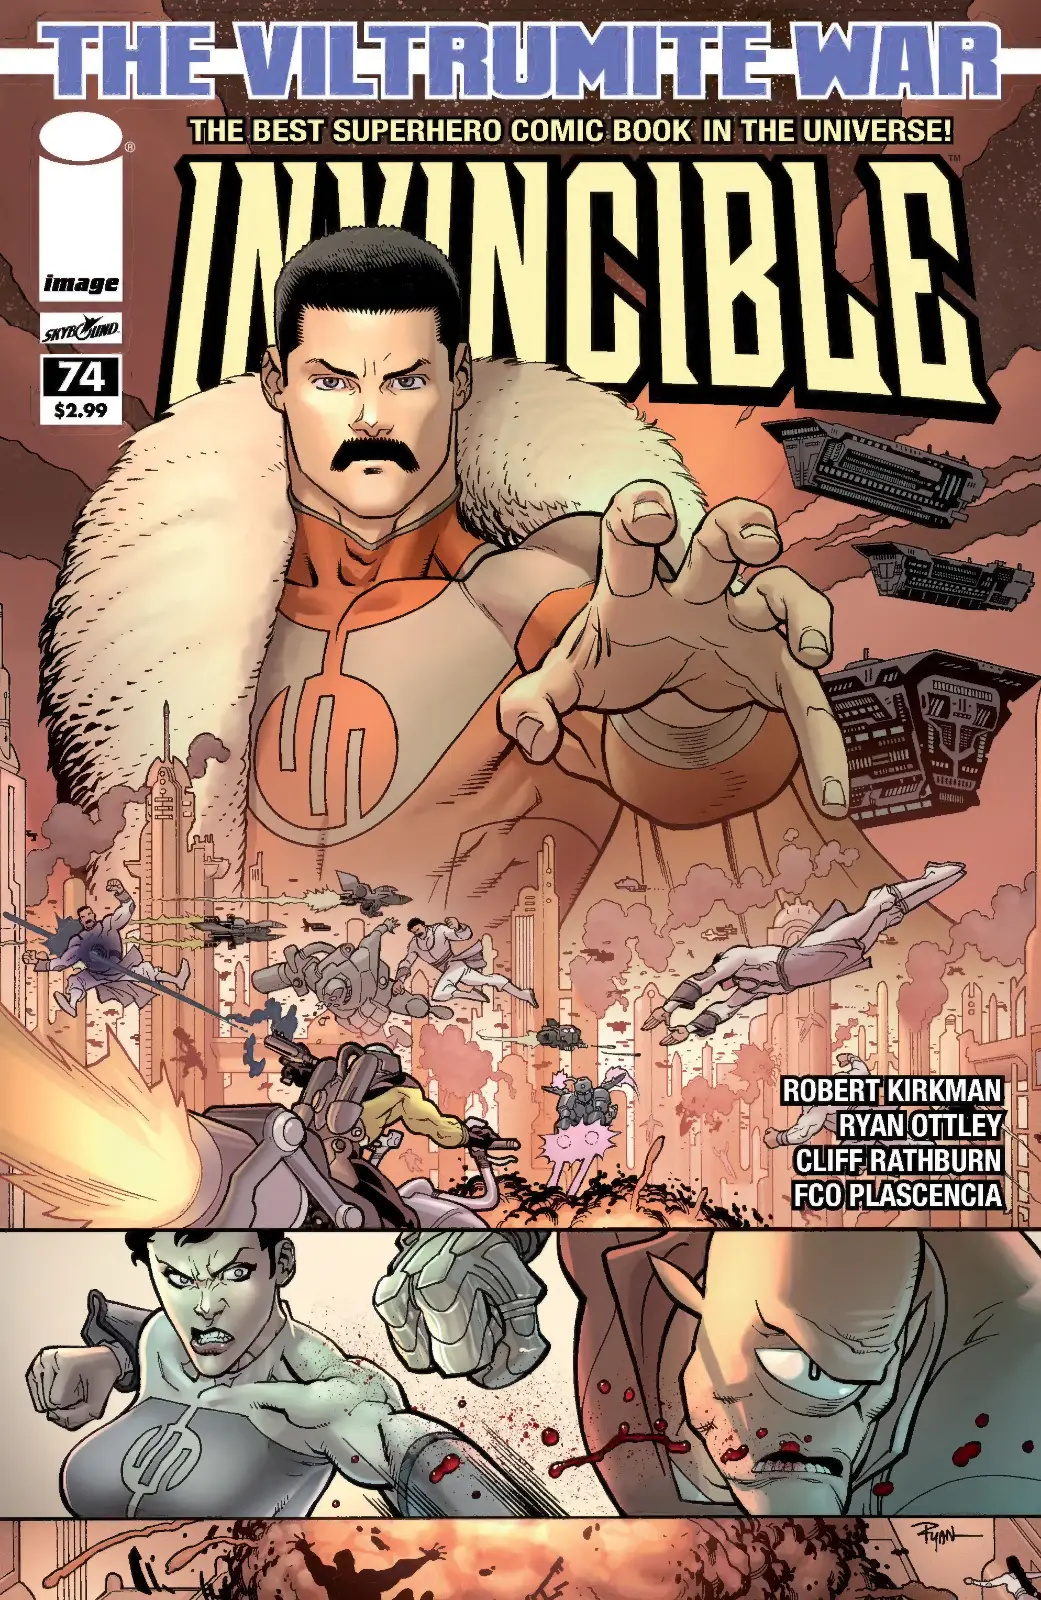 THE VILTRUMITE WAR
THE BEST SUPERHERO COMIC BOOK IN THE UNIVERSE!
INVINCIBLE™
®
image
SKYBOUND
74
$2.99
ROBERT KIRKMAN
RYAN OTTLEY
CLIFF RATHBURN
FCO PLASCENCIA
RYAN